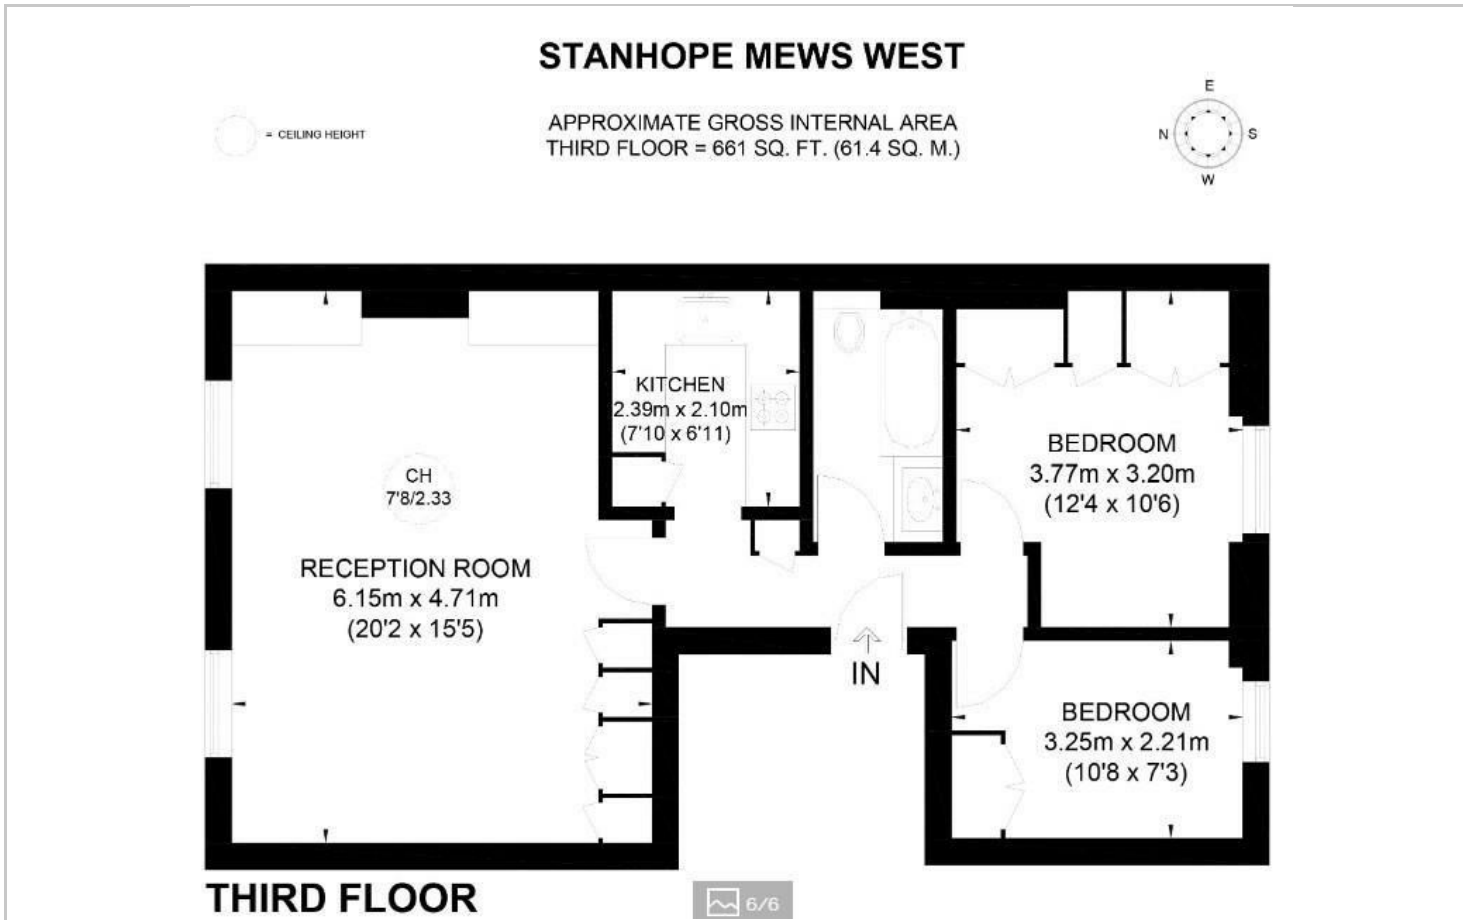 STANHOPE MEWS WEST
= CEILING HEIGHT
APPROXIMATE GROSS INTERNAL AREA
THIRD FLOOR = 661 SQ. FT. (61.4 SQ. M.)
E
N
S
W
KITCHEN
2.39m x 2.10m
(7'10 x 6'11)
BEDROOM
3.77m x 3.20m
(12'4 x 10'6)
CH
7'8/2.33
RECEPTION ROOM
6.15m x 4.71m
(20'2 x 15'5)
IN
BEDROOM
3.25m x 2.21m
(10'8 x 7'3)
THIRD FLOOR
6/6